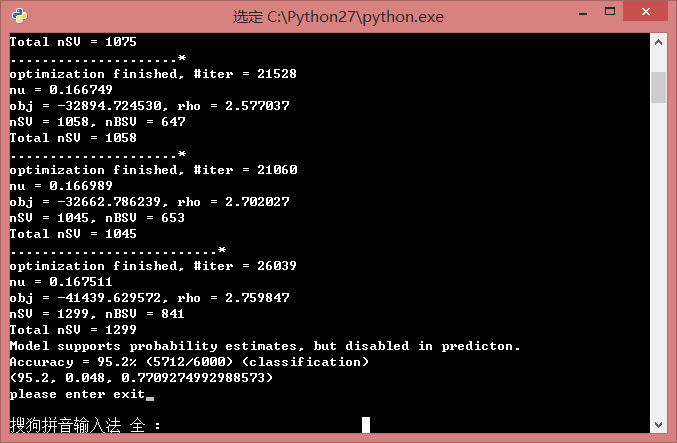 选定 C:\Python27\python.exe
Total nSV = 1075
.....................*
optimization finished, #iter = 21528
nu = 0.166749
obj = -32894.724530, rho = 2.577037
nSV = 1058, nBSV = 647
Total nSV = 1058
.....................*
optimization finished, #iter = 21060
nu = 0.166989
obj = -32662.786239, rho = 2.702027
nSV = 1045, nBSV = 653
Total nSV = 1045
..........................*
optimization finished, #iter = 26039
nu = 0.167511
obj = -41439.629572, rho = 2.759847
nSV = 1299, nBSV = 841
Total nSV = 1299
Model supports probability estimates, but disabled in predicton.
Accuracy = 95.2% (5712/6000) (classification)
(95.2, 0.048, 0.7709274992988573)
please enter exit
搜狗拼音输入法 全 :